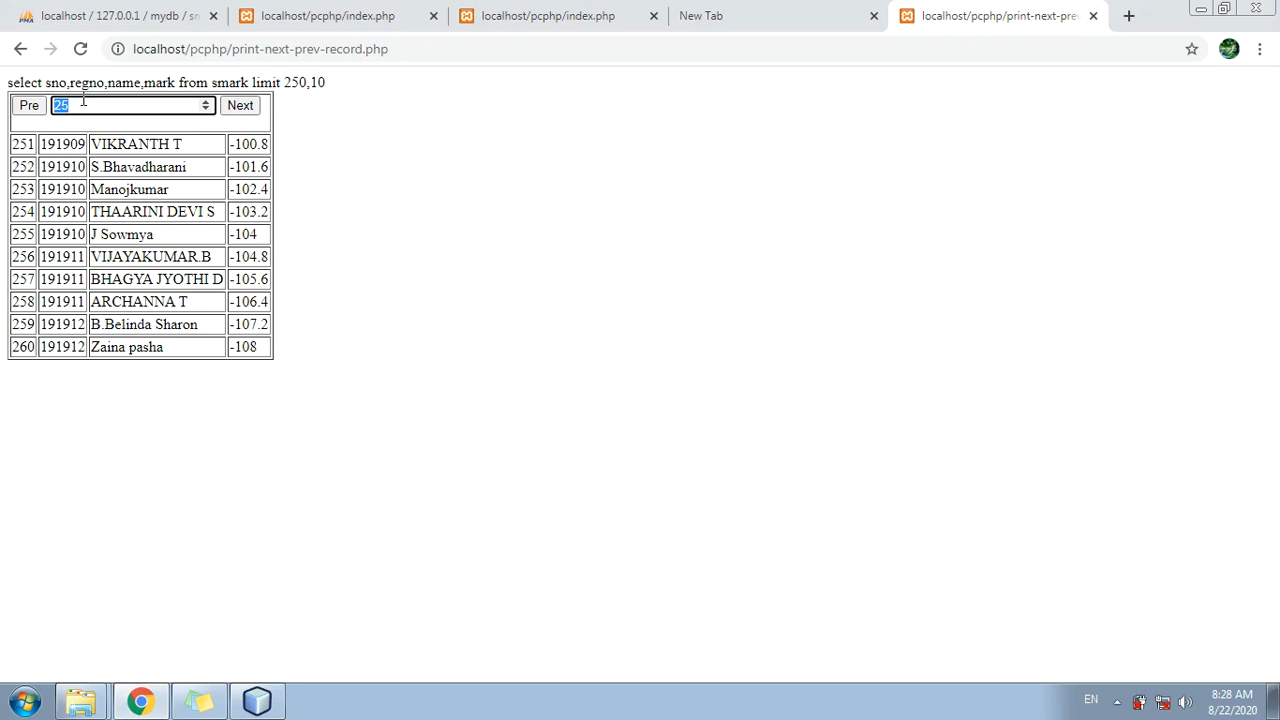 localhost / 127.0.0.1 / mydb / sn
localhost/pcphp/index.php
localhost/pcphp/index.php
New Tab
localhost/pcphp/print-next-prev-
localhost/pcphp/print-next-prev-record.php
select sno,regno,name,mark from smark limit 250,10
Pre 25 Next
251 191909 VIKRANTH T -100.8
252 191910 S.Bhavadharani -101.6
253 191910 Manojkumar -102.4
254 191910 THAARINI DEVI S -103.2
255 191910 J Sowmya -104
256 191911 VIJAYAKUMAR.B -104.8
257 191911 BHAGYA JYOTHI D -105.6
258 191911 ARCHANNA T -106.4
259 191912 B.Belinda Sharon -107.2
260 191912 Zaina pasha -108
EN
8:28 AM
8/22/2020